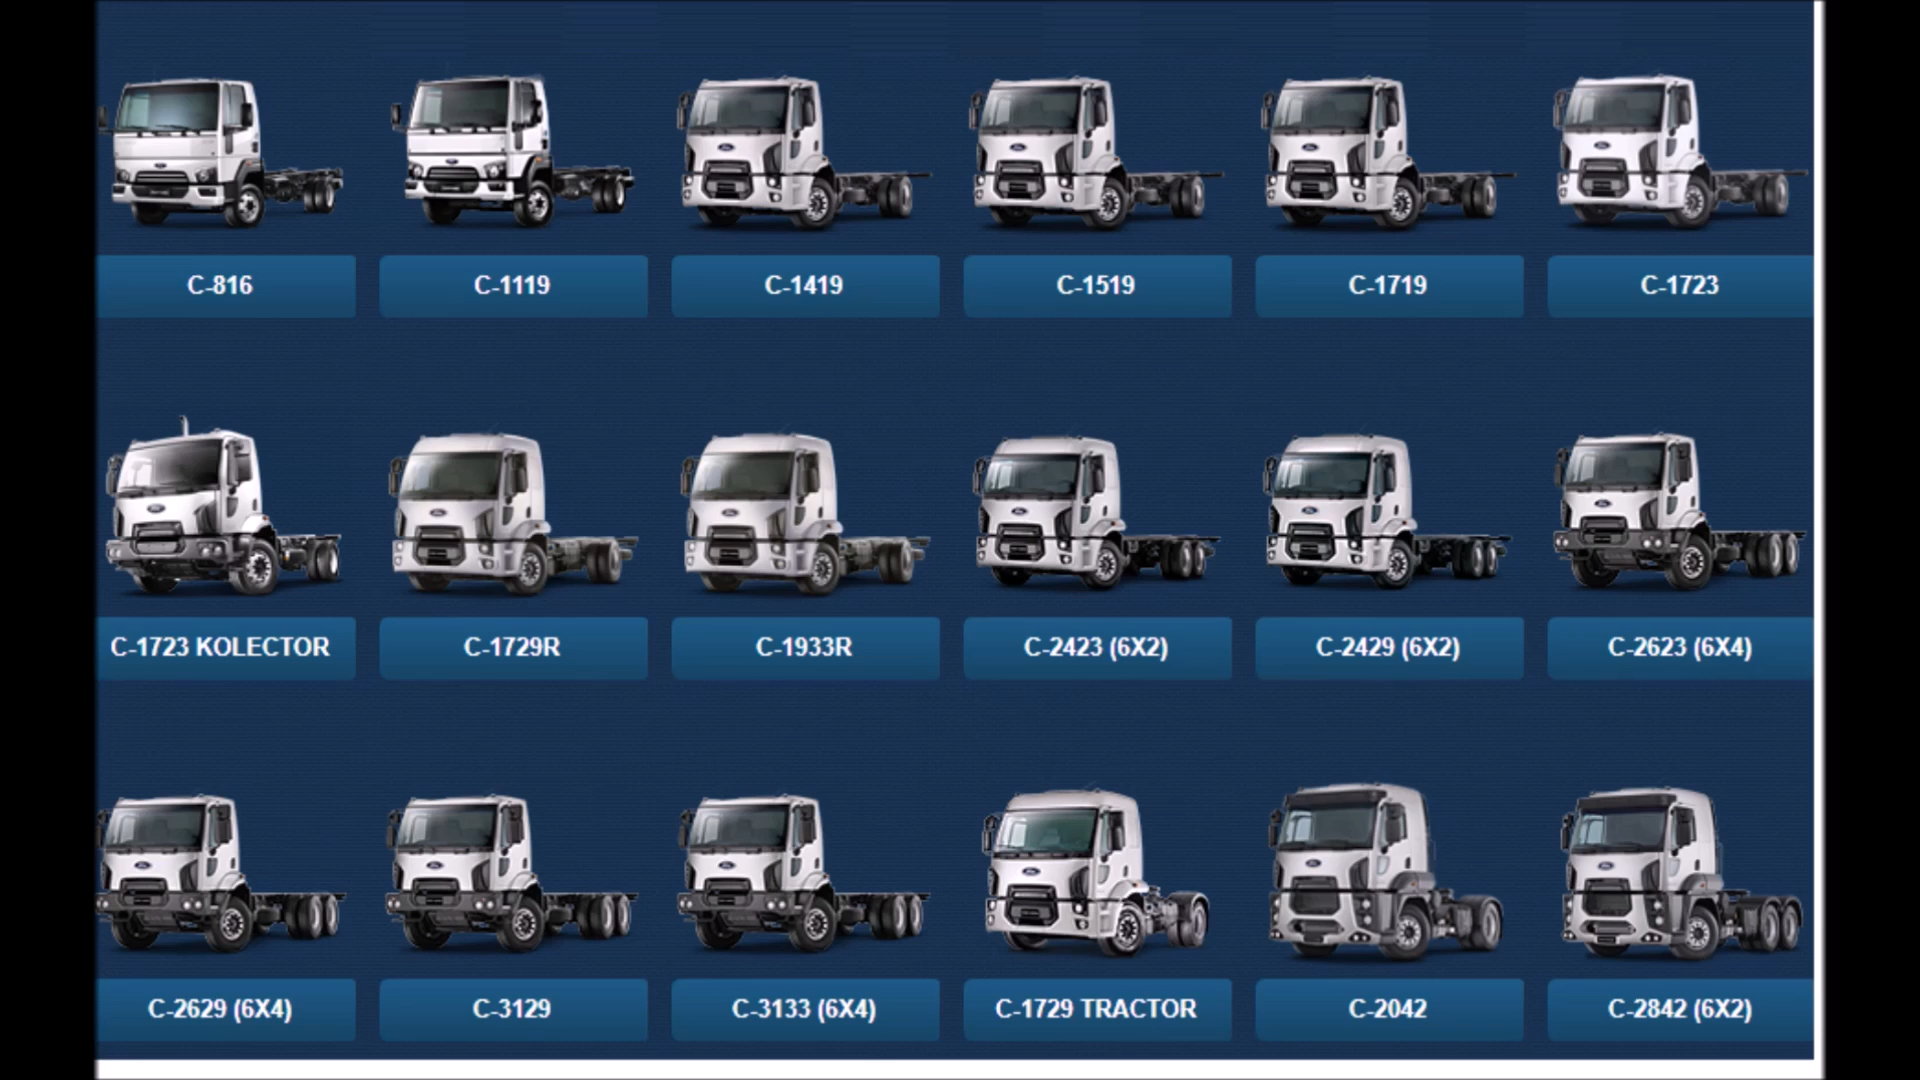 C-816
C-1119
C-1419
C-1519
C-1719
C-1723
C-1723 KOLECTOR
C-1729R
C-1933R
C-2423 (6X2)
C-2429 (6X2)
C-2623 (6X4)
C-2629 (6X4)
C-3129
C-3133 (6X4)
C-1729 TRACTOR
C-2042
C-2842 (6X2)